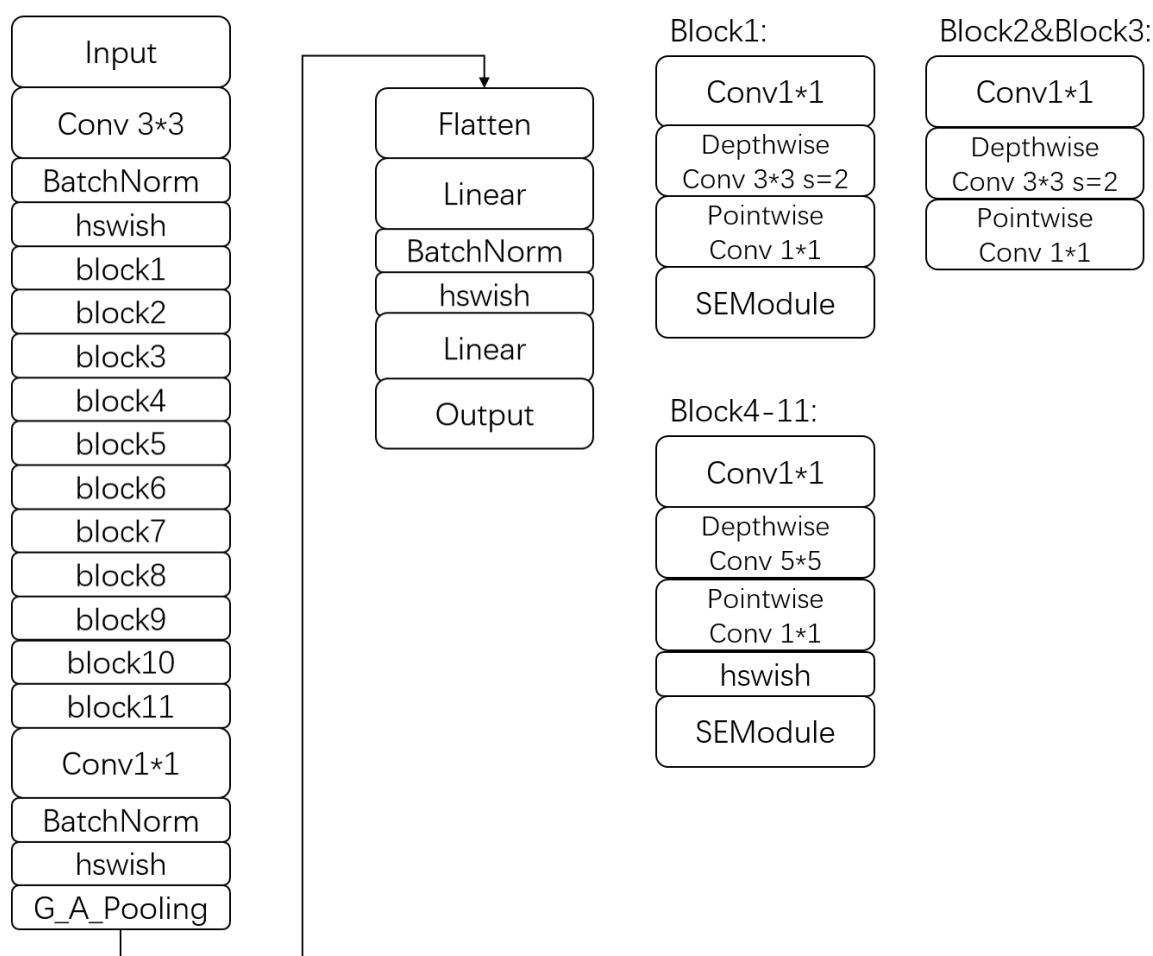 Input
Conv 3*3
BatchNorm
hswish
block1
block2
block3
block4
block5
block6
block7
block8
block9
block10
block11
Conv1*1
BatchNorm
hswish
G_A_Pooling
Flatten
Linear
BatchNorm
hswish
Linear
Output
Block1:
Conv1*1
Depthwise
Conv 3*3 s=2
Pointwise
Conv 1*1
SEModule
Block2&Block3:
Conv1*1
Depthwise
Conv 3*3 s=2
Pointwise
Conv 1*1
Block4-11:
Conv1*1
Depthwise
Conv 5*5
Pointwise
Conv 1*1
hswish
SEModule